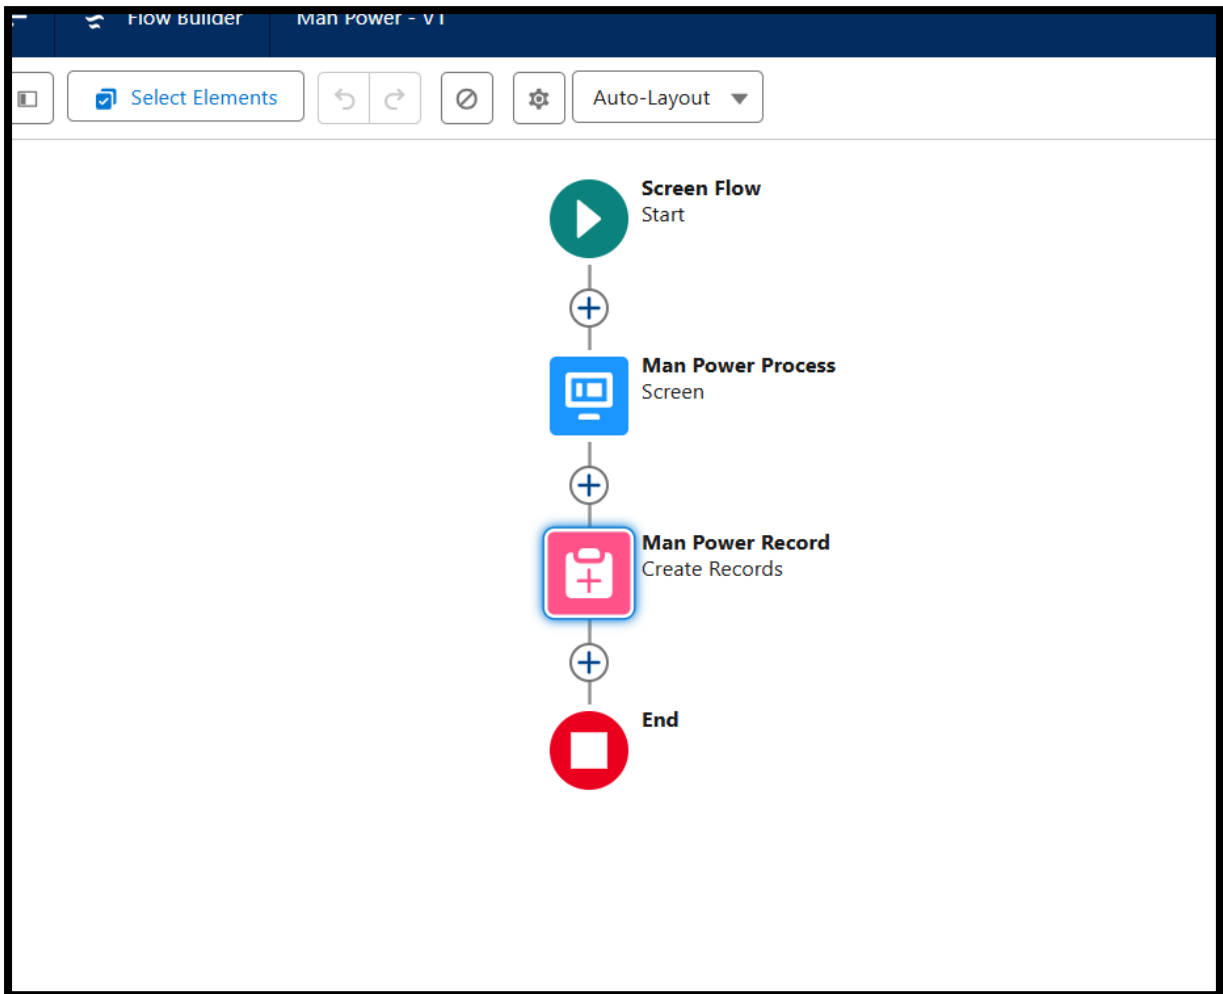 Flow Builder
Man Power - V1
Select Elements
Auto-Layout
Screen Flow
Start
Man Power Process
Screen
Man Power Record
Create Records
End